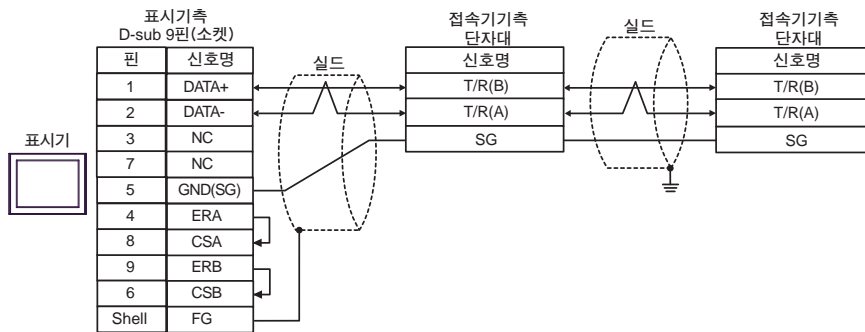 표시기측
D-sub 9핀(소켓)
핀 신호명
1 DATA+
2 DATA-
3 NC
7 NC
5 GND(SG)
4 ERA
8 CSA
9 ERB
6 CSB
Shell FG
표시기
실드
접속기기측
단자대
신호명
T/R(B)
T/R(A)
SG
실드
접속기기측
단자대
신호명
T/R(B)
T/R(A)
SG